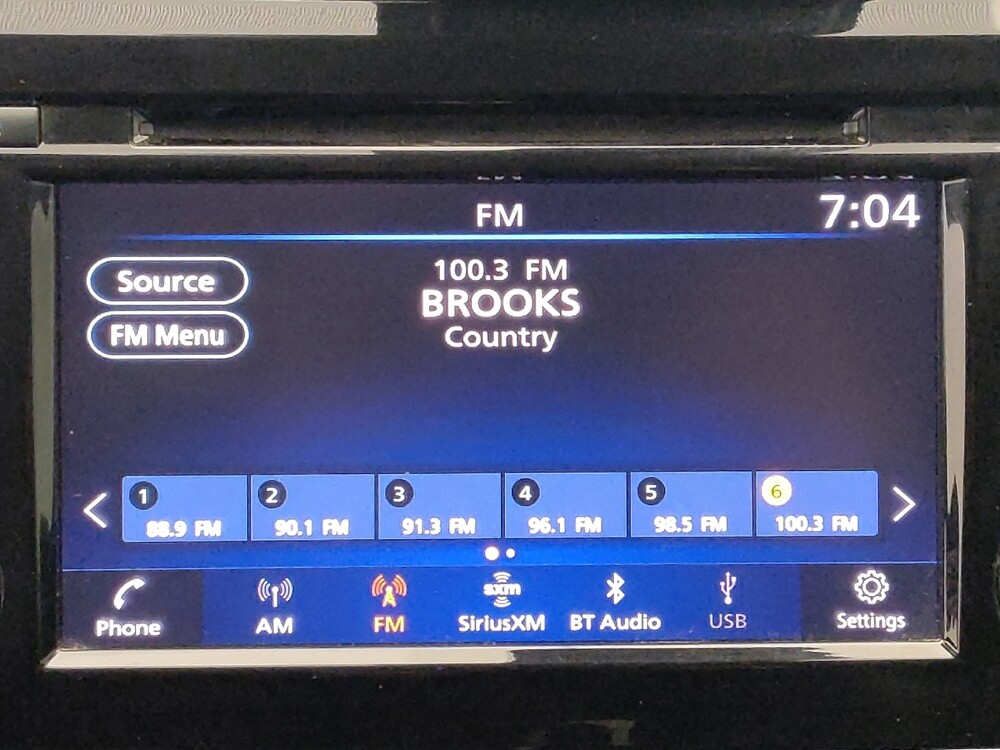 FM
7:04
Source
100.3 FM
BROOKS
FM Menu
Country
1
2
3
4
5
6
88.9 FM
90.1 FM
91.3 FM
96.1 FM
98.5 FM
100.3 FM
sxm
Phone
AM
FM
SiriusXM
BT Audio
USB
Settings